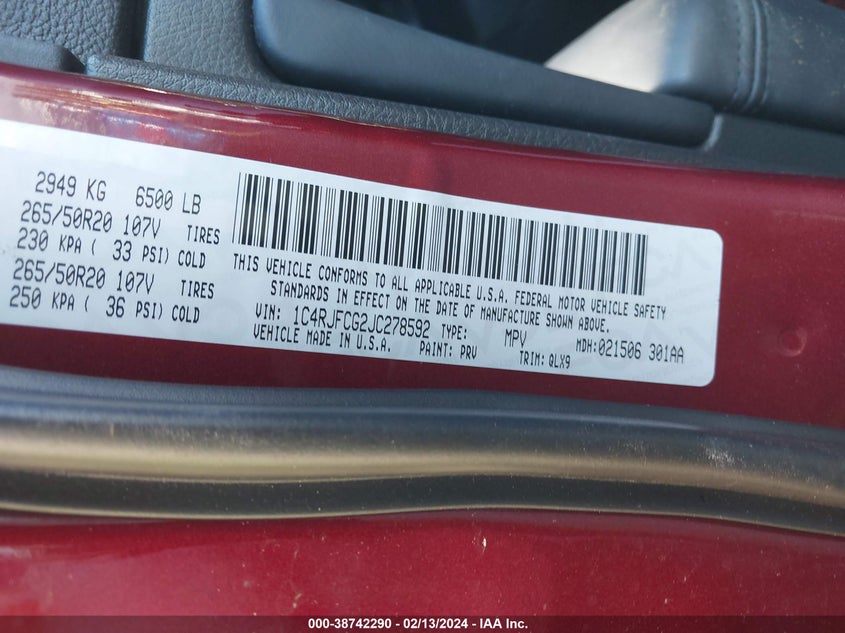 2949 KG 6500 LB
265/50R20 107V TIRES
230 KPA ( 33 PSI) COLD
265/50R20 107V TIRES
250 KPA ( 36 PSI) COLD
THIS VEHICLE CONFORMS TO ALL APPLICABLE U.S.A. FEDERAL MOTOR VEHICLE SAFETY
STANDARDS IN EFFECT ON THE DATE OF MANUFACTURE SHOWN ABOVE.
VIN: 1C4RJFCG2JC278592 TYPE: MPV MDH:021506 301AA
VEHICLE MADE IN U.S.A. PAINT: PRV TRIM: QLX9
000-38742290 - 02/13/2024 - IAA Inc.